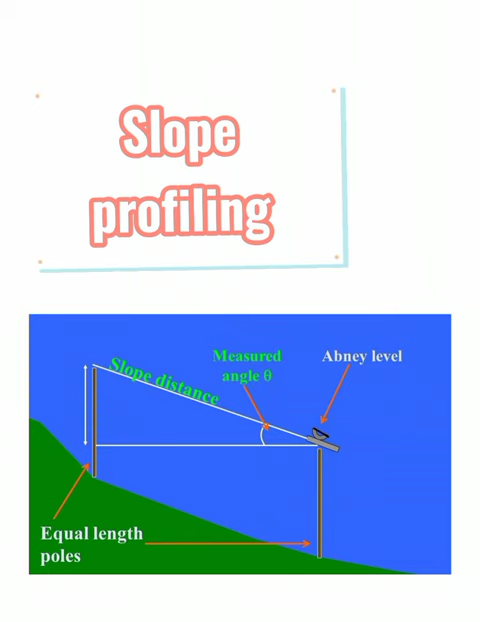 Slope
profiling
Slope distance
Measured
angle θ
Abney level
Equal length
poles